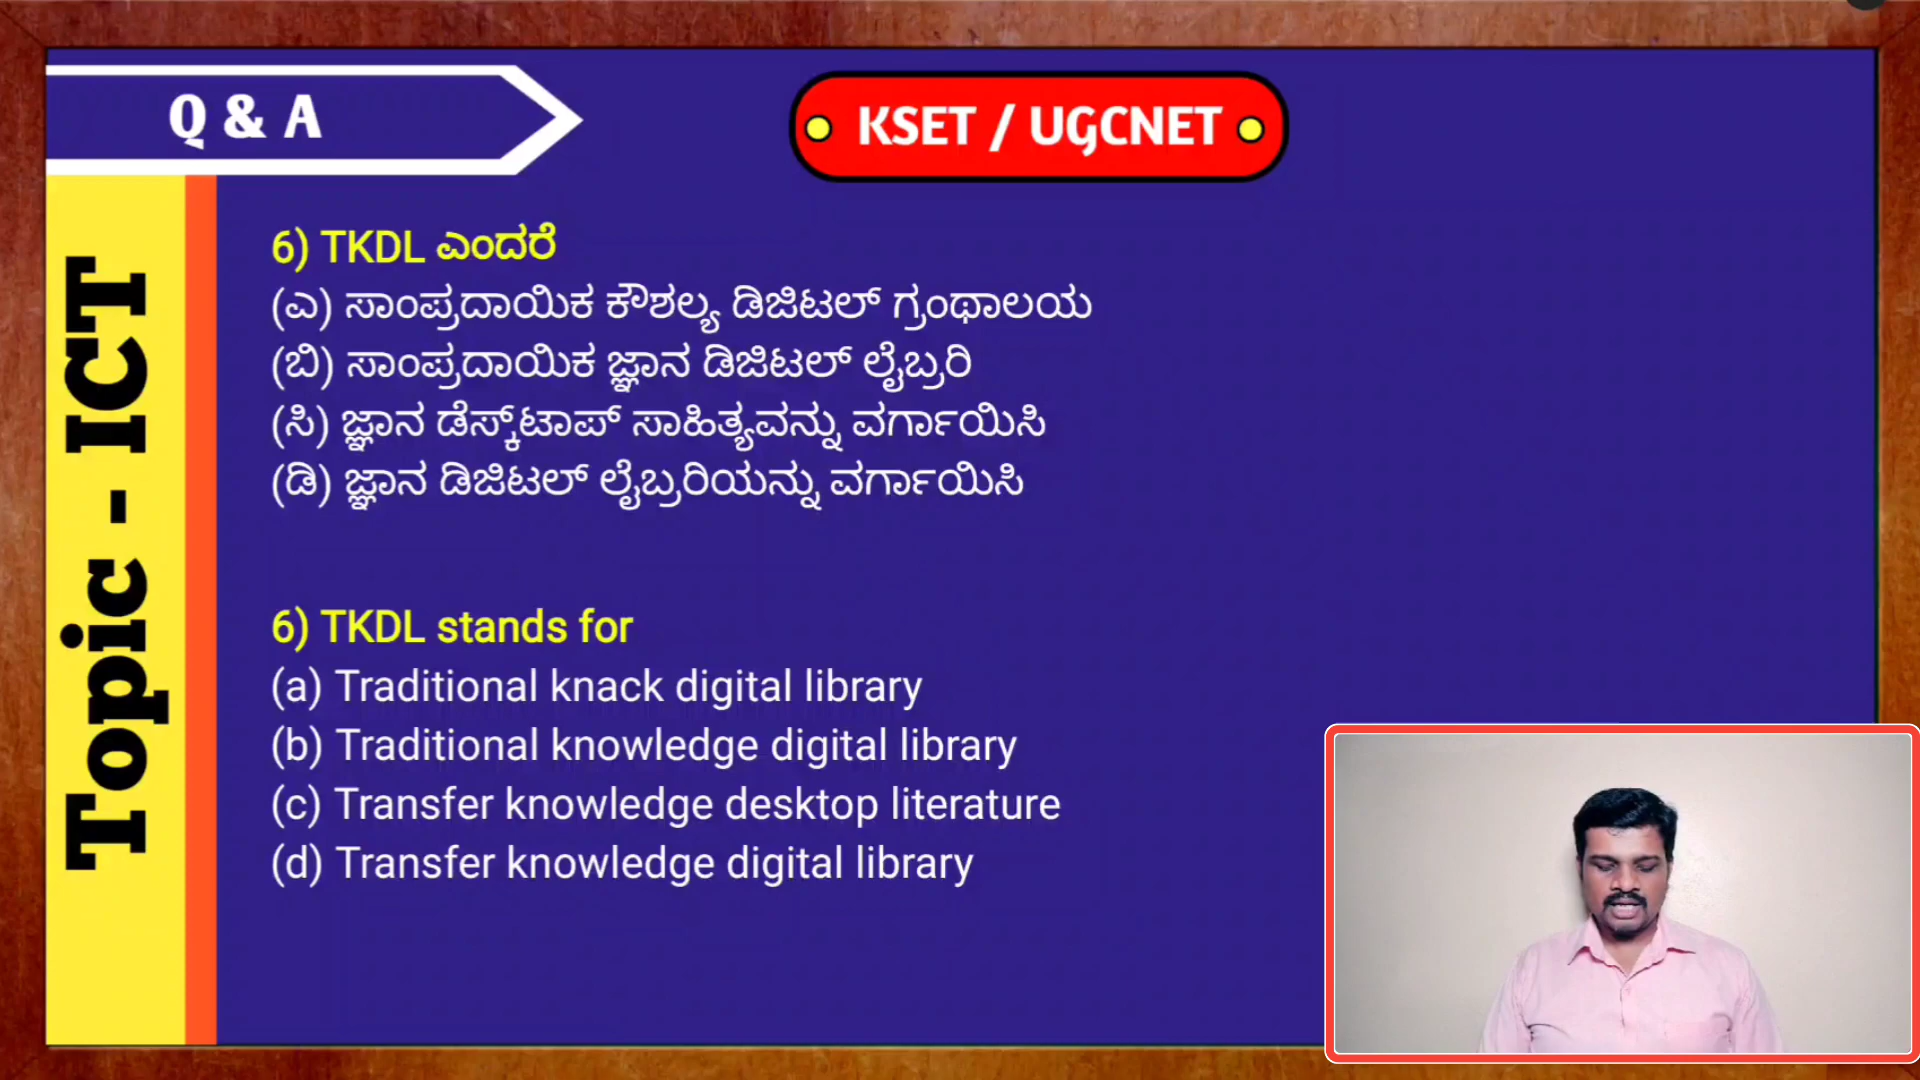 Q & A
KSET / UGCNET
Topic - ICT
6) TKDL ಎಂದರೆ
(ಎ) ಸಾಂಪ್ರದಾಯಿಕ ಕೌಶಲ್ಯ ಡಿಜಿಟಲ್ ಗ್ರಂಥಾಲಯ
(ಬಿ) ಸಾಂಪ್ರದಾಯಿಕ ಜ್ಞಾನ ಡಿಜಿಟಲ್ ಲೈಬ್ರರಿ
(ಸಿ) ಜ್ಞಾನ ಡೆಸ್ಕ್‌ಟಾಪ್ ಸಾಹಿತ್ಯವನ್ನು ವರ್ಗಾಯಿಸಿ
(ಡಿ) ಜ್ಞಾನ ಡಿಜಿಟಲ್ ಲೈಬ್ರರಿಯನ್ನು ವರ್ಗಾಯಿಸಿ
6) TKDL stands for
(a) Traditional knack digital library
(b) Traditional knowledge digital library
(c) Transfer knowledge desktop literature
(d) Transfer knowledge digital library